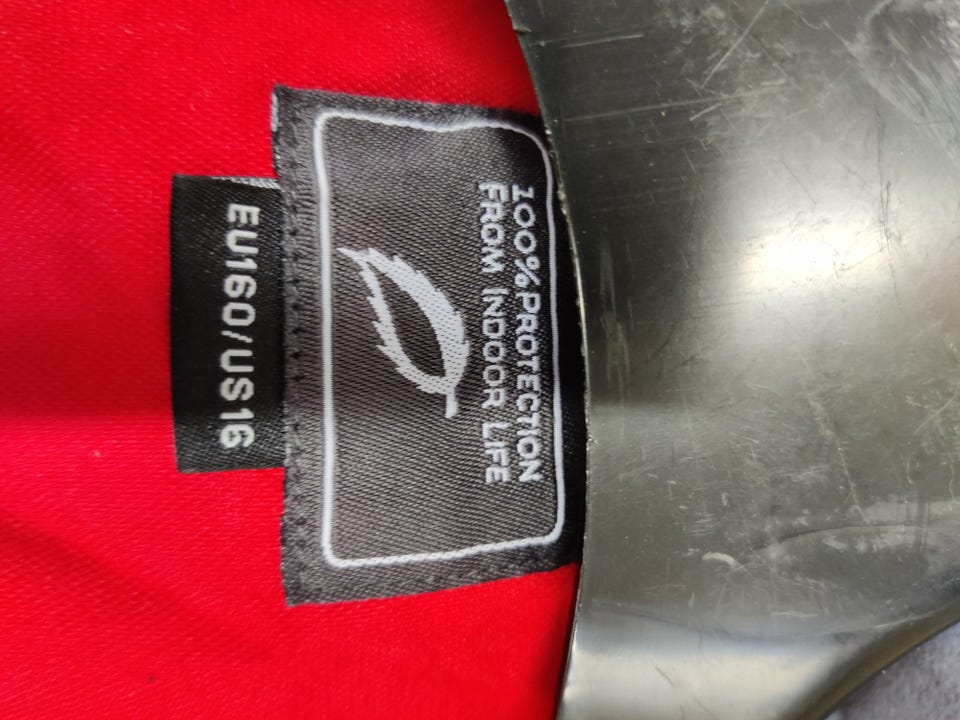 100%PROTECTION
FROM INDOOR LIFE
EU160/US16